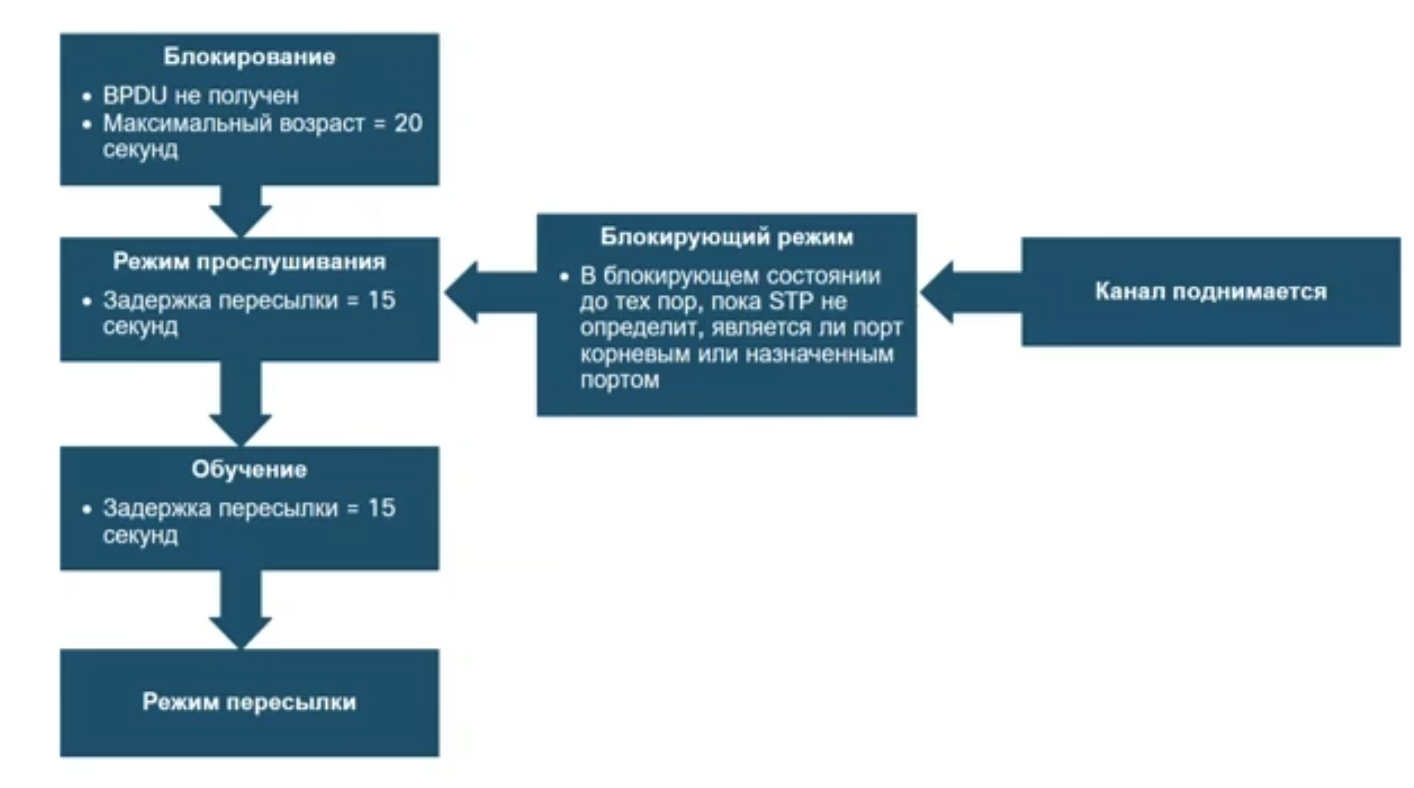 Блокирование
• BPDU не получен
• Максимальный возраст = 20
секунд
Режим прослушивания
• Задержка пересылки = 15
секунд
Блокирующий режим
• В блокирующем состоянии
до тех пор, пока STP не
определит, является ли порт
корневым или назначенным
портом
Канал поднимается
Обучение
• Задержка пересылки = 15
секунд
Режим пересылки